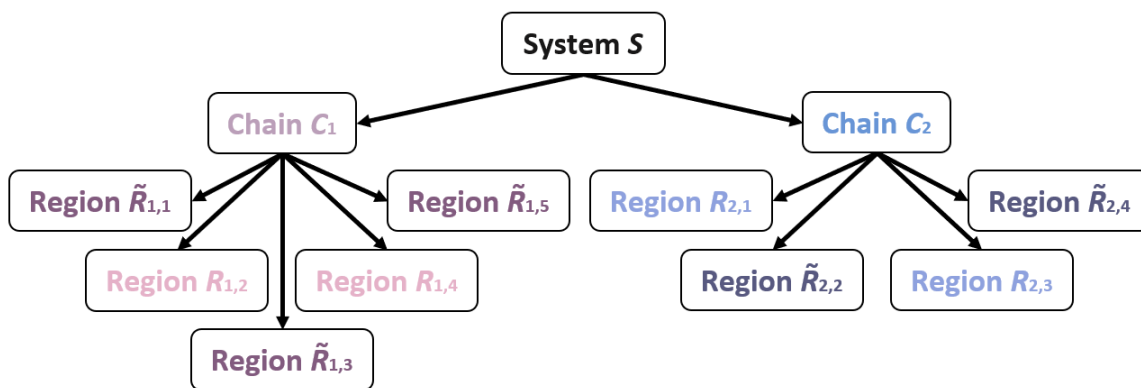 System S
Chain C₁
Chain C₂
Region R̃₁,₁
Region R̃₁,₅
Region R₂,₁
Region R̃₂,₄
Region R₁,₂
Region R₁,₄
Region R̃₂,₂
Region R₂,₃
Region R̃₁,₃